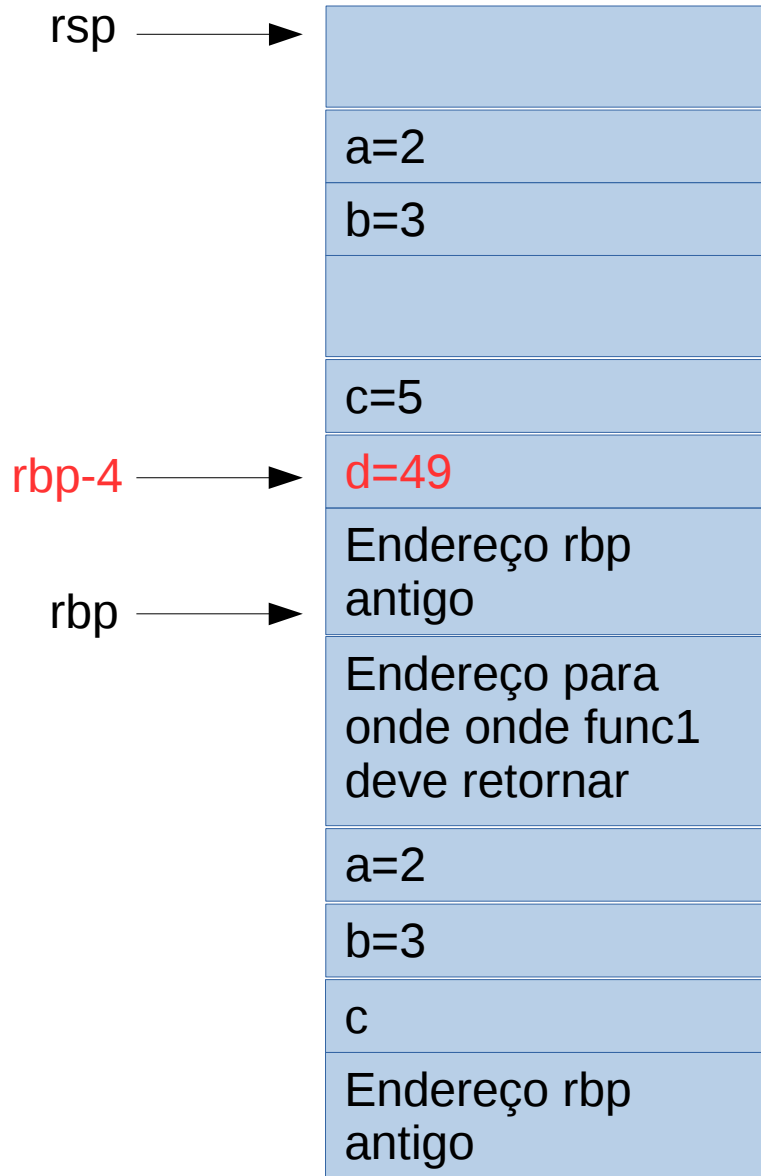 rsp
a=2
b=3
c=5
rbp-4
d=49
Endereço rbp
antigo
rbp
Endereço para
onde onde func1
deve retornar
a=2
b=3
c
Endereço rbp
antigo